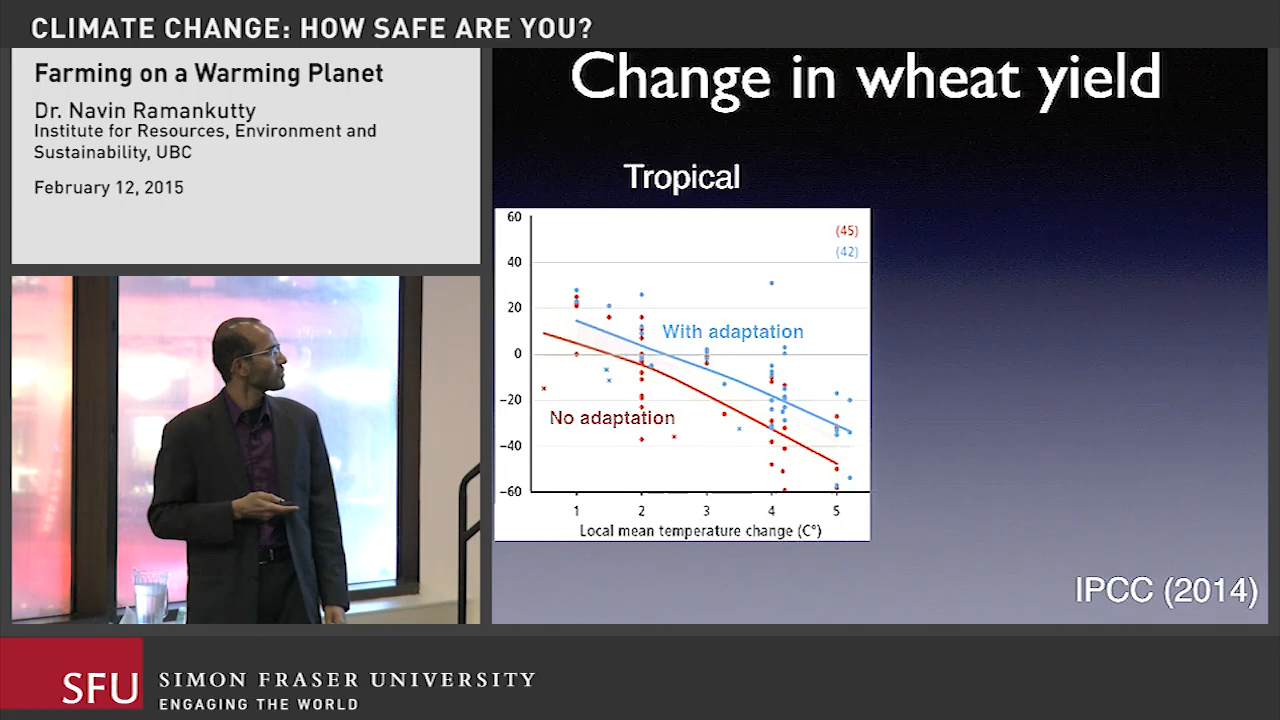 CLIMATE CHANGE: HOW SAFE ARE YOU?
Farming on a Warming Planet
Dr. Navin Ramankutty
Institute for Resources, Environment and
Sustainability, UBC
February 12, 2015
Change in wheat yield
Tropical
60
40
20
0
−20
−40
−60
(45)
(42)
With adaptation
No adaptation
1 2 3 4 5
Local mean temperature change (C°)
IPCC (2014)
SFU
SIMON FRASER UNIVERSITY
ENGAGING THE WORLD